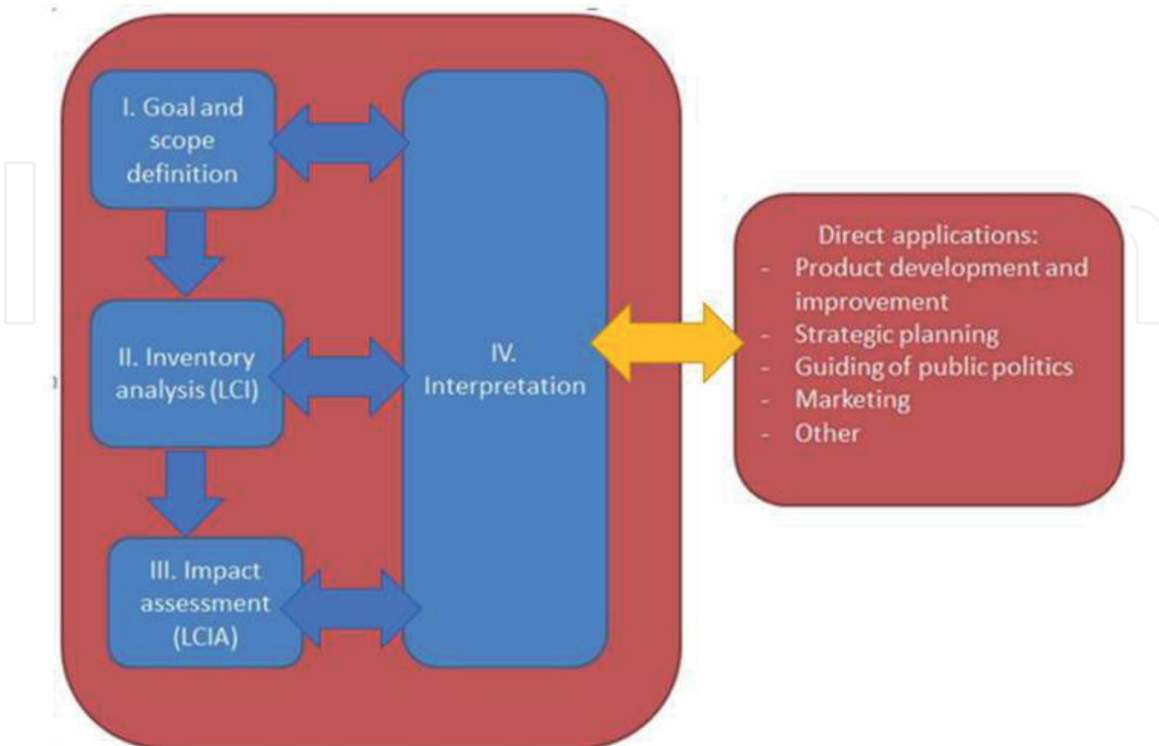 I. Goal and
scope
definition
II. Inventory
analysis (LCI)
III. Impact
assessment
(LCIA)
IV.
Interpretation
Direct applications:
- Product development and
improvement
- Strategic planning
- Guiding of public politics
- Marketing
- Other